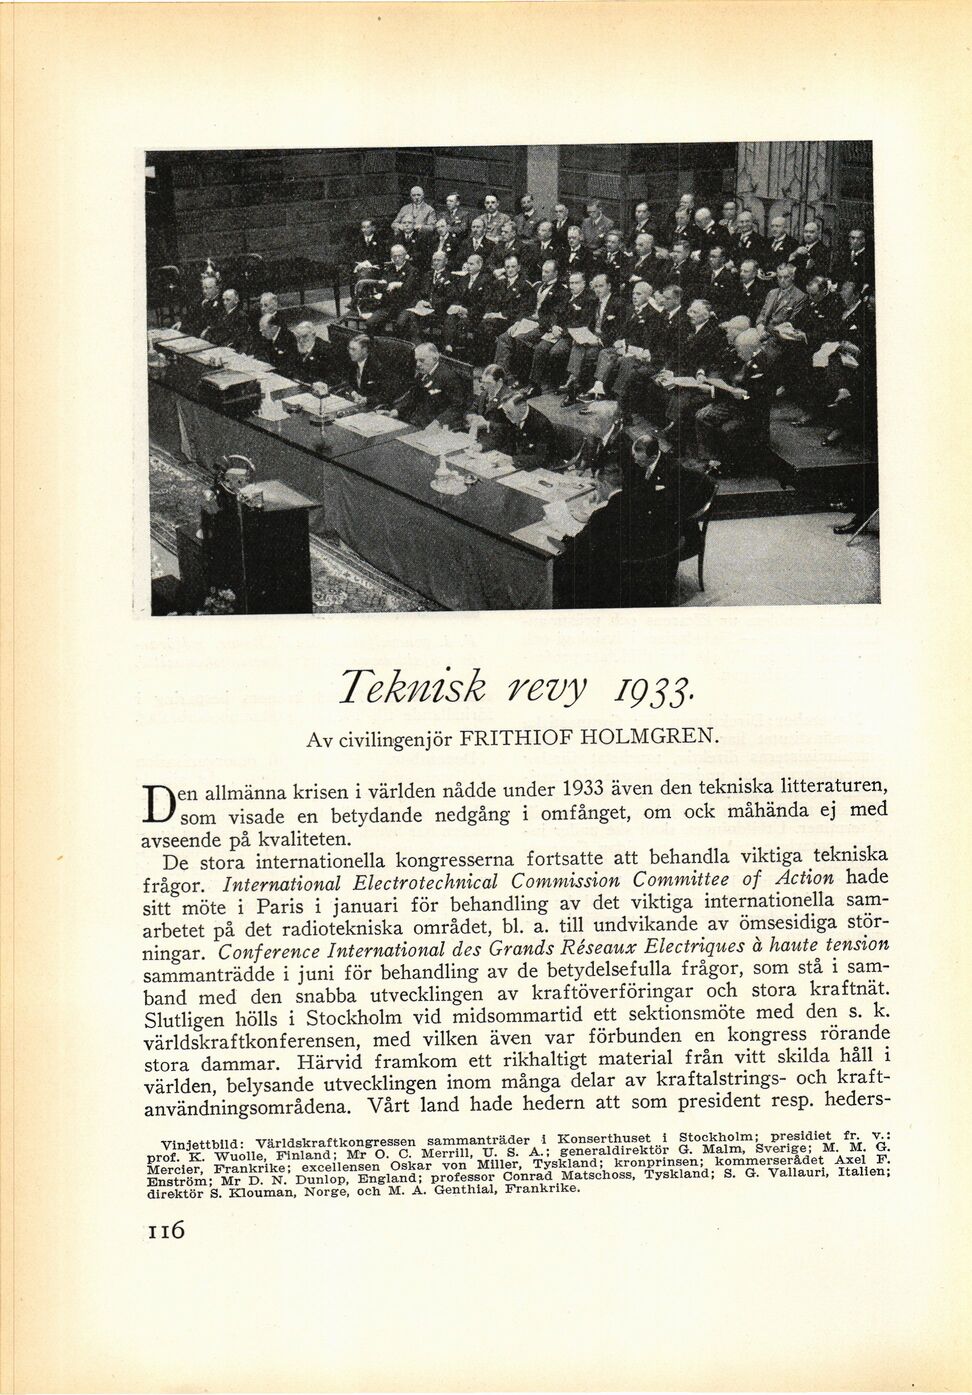 Teknisk revy 1933.
Av civilingenjör FRITHIOF HOLMGREN.
Den allmänna krisen i världen nådde under 1933 även den tekniska litteraturen,
som visade en betydande nedgång i omfånget, om ock måhända ej med
avseende på kvaliteten.
De stora internationella kongresserna fortsatte att behandla viktiga tekniska
frågor. International Electrotechnical Commission Committee of Action hade
sitt möte i Paris i januari för behandling av det viktiga internationella sam-
arbetet på det radiotekniska området, bl. a. till undvikande av ömsesidiga stör-
ningar. Conference International des Grands Réseaux Electriques à haute tension
sammanträdde i juni för behandling av de betydelsefulla frågor, som stå i sam-
band med den snabba utvecklingen av kraftöverföringar och stora kraftnät.
Slutligen hölls i Stockholm vid midsommartid ett sektionsmöte med den s. k.
världskraftkonferensen, med vilken även var förbunden en kongress rörande
stora dammar. Härvid framkom ett rikhaltigt material från vitt skilda håll i
världen, belysande utvecklingen inom många delar av kraftalstrings- och kraft-
användningsområdena. Vårt land hade hedern att som president resp. heders-
Vinjettbild: Världskraftkongressen sammanträder i Konserthuset i Stockholm; presidiet fr. v.:
prof. K. Wuolle, Finland; Mr O. C. Merrill, U. S. A.; generaldirektör G. Malm, Sverige; M. M. G.
Mercier, Frankrike; excellensen Oskar von Miller, Tyskland; kronprinsen; kommerserådet Axel F.
Enström; Mr D. N. Dunlop, England; professor Conrad Matschoss, Tyskland; S. G. Vallauri, Italien;
direktör S. Klouman, Norge, och M. A. Genthial, Frankrike.
116